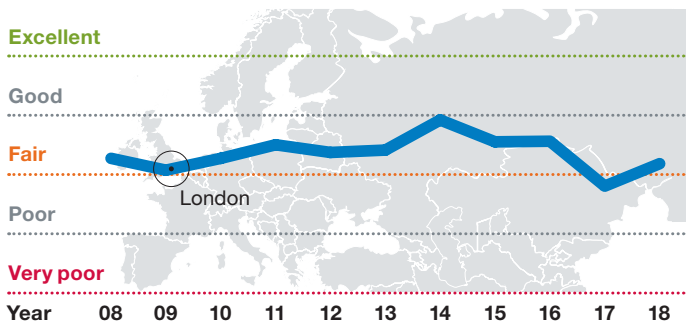 Excellent
Good
Fair
London
Poor
Very poor
Year 08 09 10 11 12 13 14 15 16 17 18